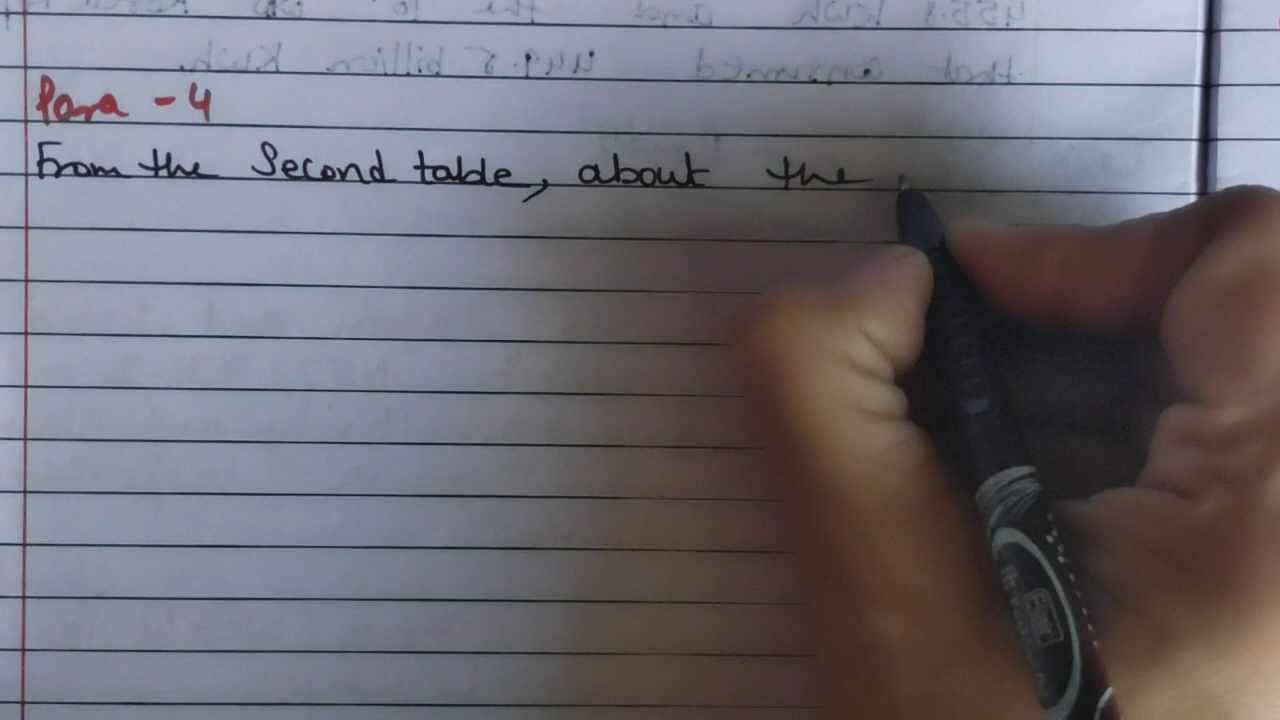 Para - 4
From the Second table, about the